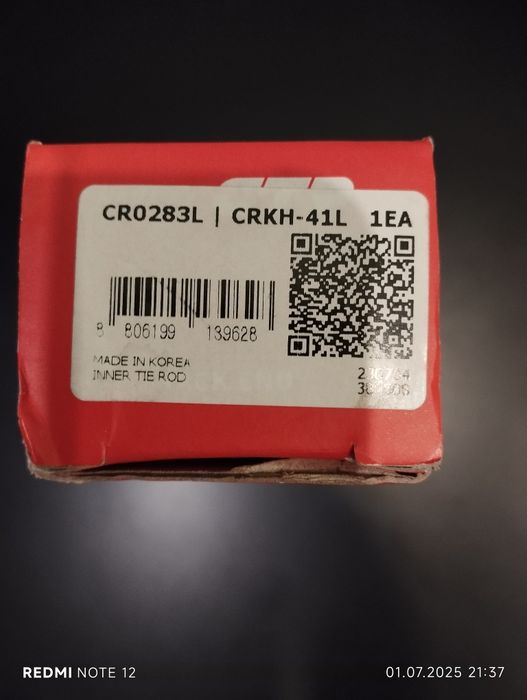 CR0283L | CRKH-41L 1EA
8 806199 139628
MADE IN KOREA
INNER TIE ROD
REDMI NOTE 12
01.07.2025 21:37